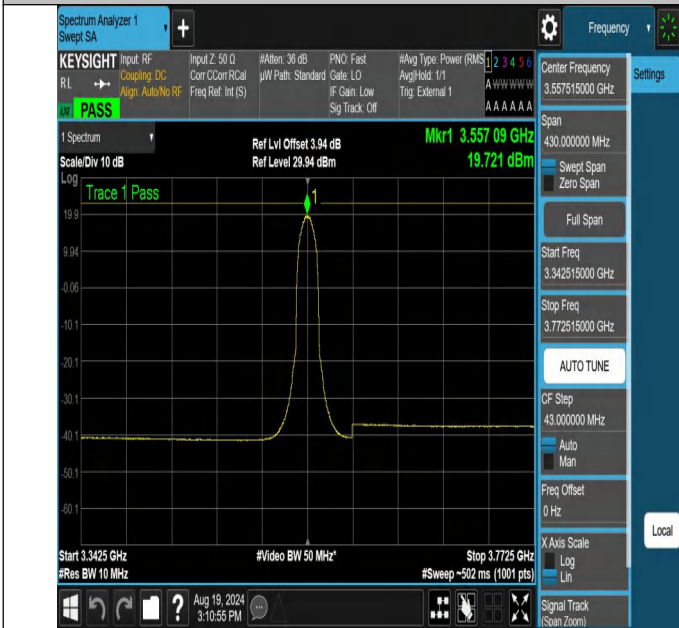 Spectrum Analyzer 1
Swept SA
+
Frequency
KEYSIGHT
RL
PASS
Input: RF
Coupling: DC
Align: Auto/No RF
Input Z: 50 Ω
Corr CCorr RCal
Freq Ref: Int (S)
#Atten: 36 dB
µW Path: Standard
PNO: Fast
Gate: LO
IF Gain: Low
Sig Track: Off
#Avg Type: Power (RMS
Avg|Hold: 1/1
Trig: External 1
1 2 3 4 5 6
A W W W W W
A A A A A A
1 Spectrum
Scale/Div 10 dB
Ref Lvl Offset 3.94 dB
Ref Level 29.94 dBm
Mkr1 3.557 09 GHz
19.721 dBm
Log
Trace 1 Pass
1
19.9
9.94
-0.06
-10.1
-20.1
-30.1
-40.1
-50.1
-60.1
Start 3.3425 GHz
#Res BW 10 MHz
#Video BW 50 MHz*
Stop 3.7725 GHz
#Sweep ~502 ms (1001 pts)
Center Frequency
3.557515000 GHz
Settings
Span
430.000000 MHz
Swept Span
Zero Span
Full Span
Start Freq
3.342515000 GHz
Stop Freq
3.772515000 GHz
AUTO TUNE
CF Step
43.000000 MHz
Auto
Man
Freq Offset
0 Hz
X Axis Scale
Log
Lin
Local
Signal Track
(Span Zoom)
?
Aug 19, 2024
3:10:55 PM